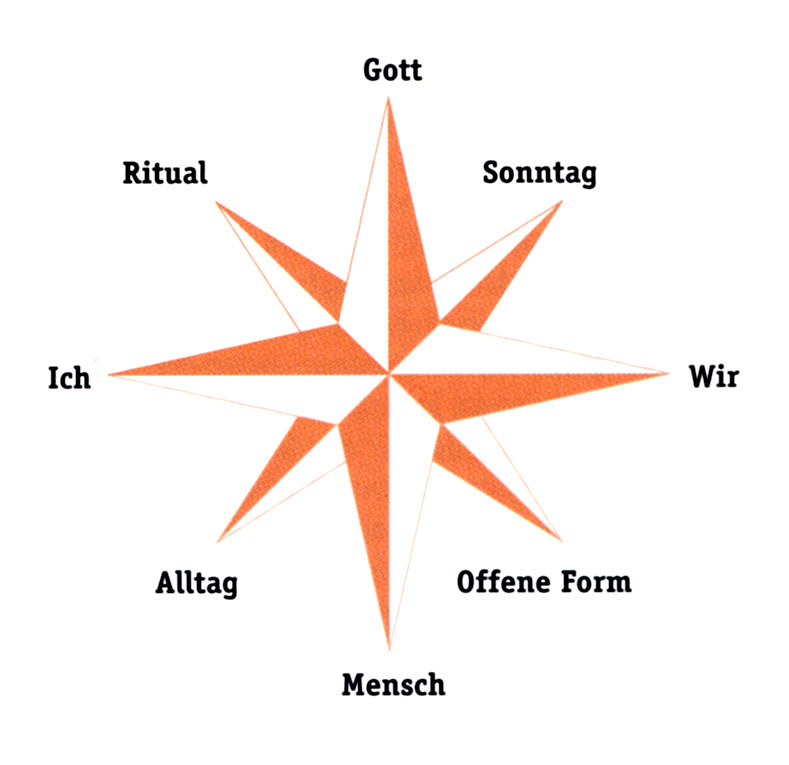 Gott
Ritual
Sonntag
Ich
Wir
Alltag
Offene Form
Mensch